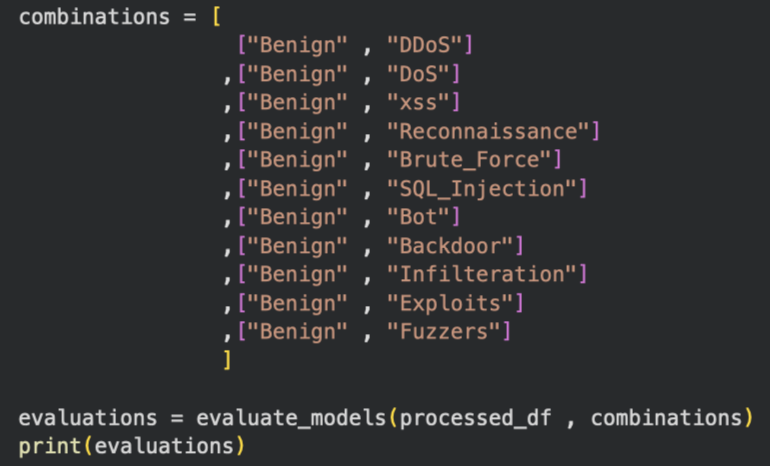 combinations = [
["Benign" , "DDoS"]
,["Benign" , "DoS"]
,["Benign" , "xss"]
,["Benign" , "Reconnaissance"]
,["Benign" , "Brute_Force"]
,["Benign" , "SQL_Injection"]
,["Benign" , "Bot"]
,["Benign" , "Backdoor"]
,["Benign" , "Infilteration"]
,["Benign" , "Exploits"]
,["Benign" , "Fuzzers"]
]
evaluations = evaluate_models(processed_df , combinations)
print(evaluations)